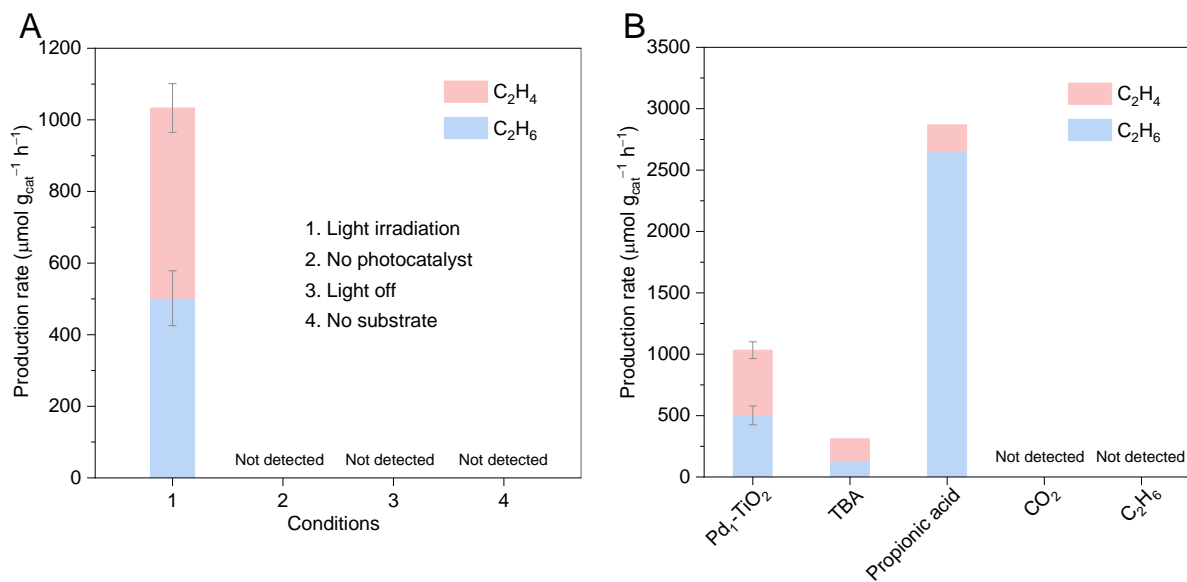 A
Production rate (μmol g_cat⁻¹ h⁻¹)
1200
1000
800
600
400
200
0
C₂H₄
C₂H₆
1. Light irradiation
2. No photocatalyst
3. Light off
4. No substrate
Not detected
Not detected
Not detected
1
2
3
4
Conditions
B
Production rate (μmol g_cat⁻¹ h⁻¹)
3500
3000
2500
2000
1500
1000
500
0
C₂H₄
C₂H₆
Not detected
Not detected
Pd₁-TiO₂
TBA
Propionic acid
CO₂
C₂H₆